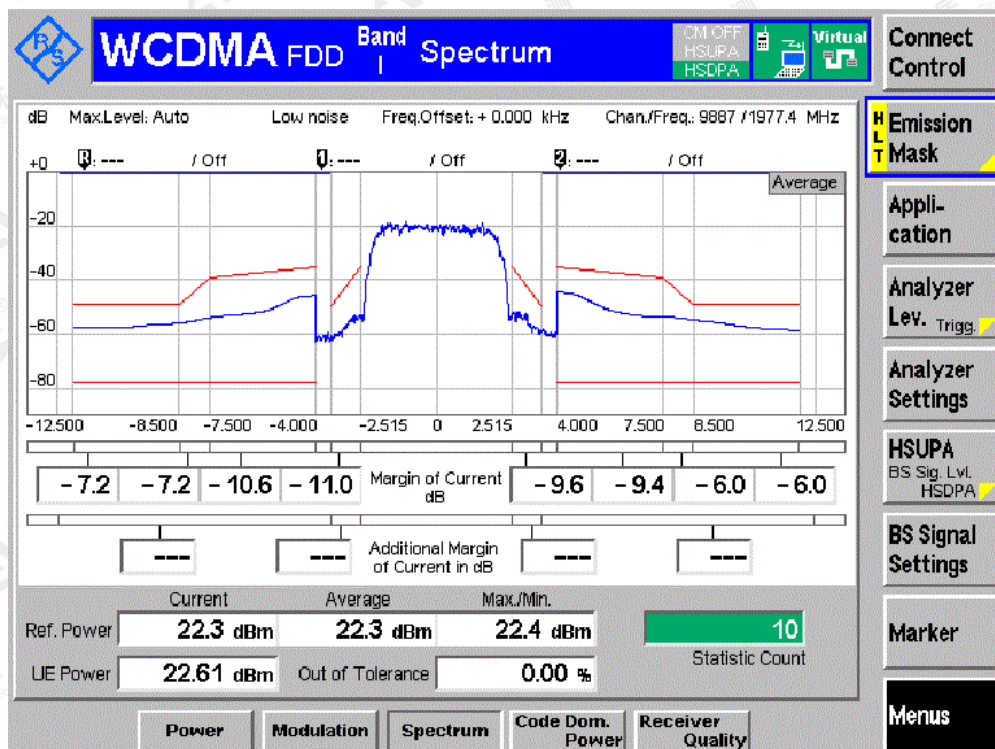 R/S
WCDMA FDD Band I Spectrum
CM OFF
HSUPA
HSDPA
Virtual
Connect Control
dB Max.Level: Auto Low noise Freq.Offset: + 0.000 kHz Chan./Freq.: 9887 / 1977.4 MHz
R : --- / Off 1 : --- / Off 2 : --- / Off
Average
+0
-20
-40
-60
-80
-12.500 -8.500 -7.500 -4.000 -2.515 0 2.515 4.000 7.500 8.500 12.500
-7.2 -7.2 -10.6 -11.0 Margin of Current dB -9.6 -9.4 -6.0 -6.0
--- --- Additional Margin of Current in dB --- ---
Current Average Max./Min.
Ref. Power 22.3 dBm 22.3 dBm 22.4 dBm
10
Statistic Count
UE Power 22.61 dBm Out of Tolerance 0.00 %
Power Modulation Spectrum Code Dom. Power Receiver Quality
HLT
Emission Mask
Appli-
cation
Analyzer
Lev. Trigg.
Analyzer
Settings
HSUPA
BS Sig. Lvl.
HSDPA
BS Signal
Settings
Marker
Menus